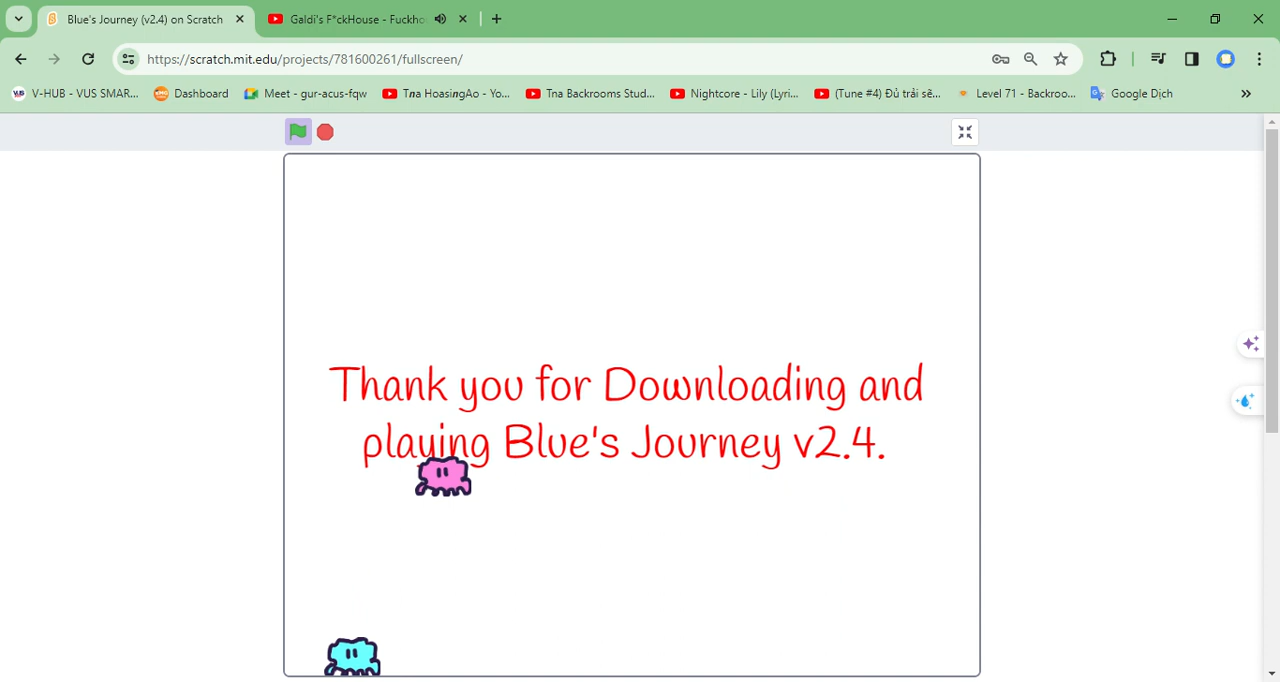 Blue's Journey (v2.4) on Scratch
Galdi's F*ckHouse - Fuckho
https://scratch.mit.edu/projects/781600261/fullscreen/
V-HUB - VUS SMAR...
Dashboard
Meet - gur-acus-fqw
Tna HoasingAo - Yo...
Tna Backrooms Stud...
Nightcore - Lily (Lyri...
(Tune #4) Đủ trải sẽ...
Level 71 - Backroo...
Google Dịch
Thank you for Downloading and
playing Blue's Journey v2.4.